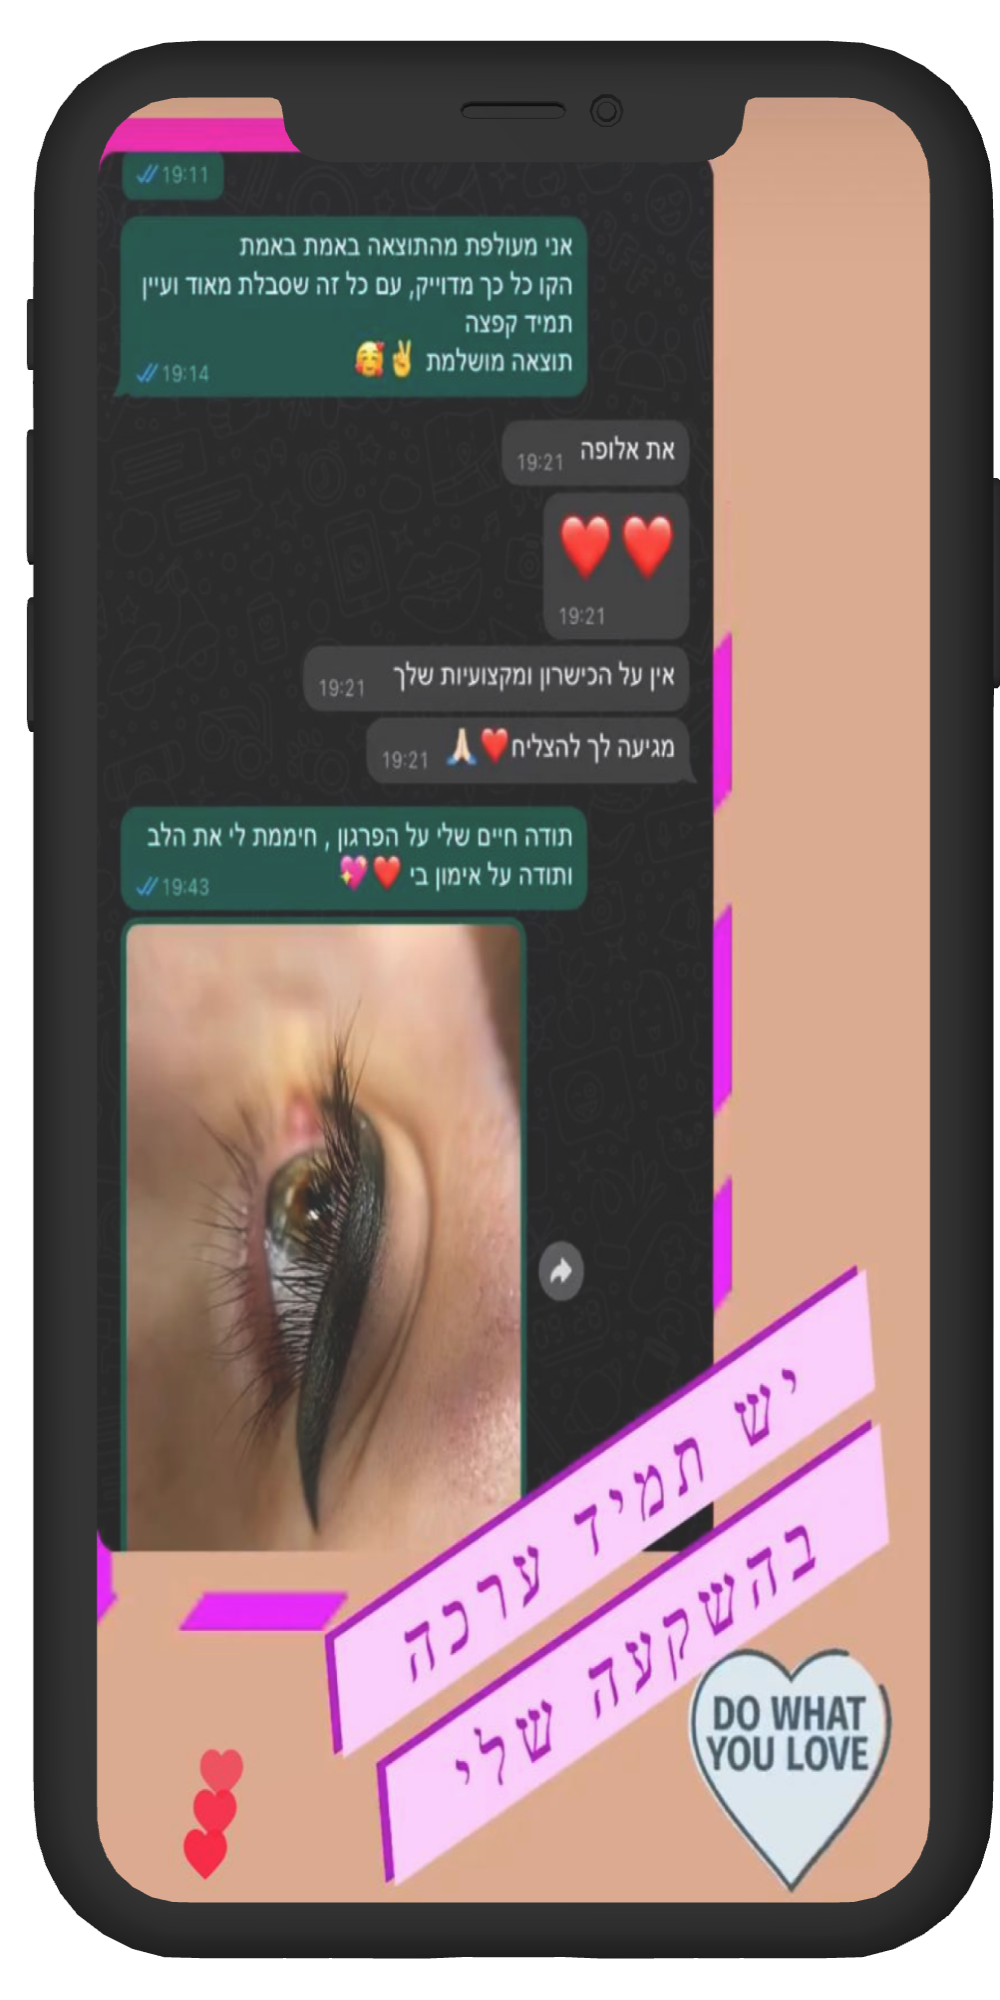 19:11
אני מעולפת מהתוצאה באמת באמת
הקו כל כך מדוייק, עם כל זה שסבלת מאוד ועיין
תמיד קפצה
תוצאה מושלמת ✌️🥰
19:14
את אלופה
19:21
❤️❤️
19:21
אין על הכישרון ומקצועיות שלך
19:21
מגיעה לך להצליח❤️🙏🏻
19:21
תודה חיים שלי על הפרגון , חיממת לי את הלב
ותודה על אימון בי ❤️💖
19:43
יש תמיד ערכה
בהשקעה שלי
DO WHAT
YOU LOVE